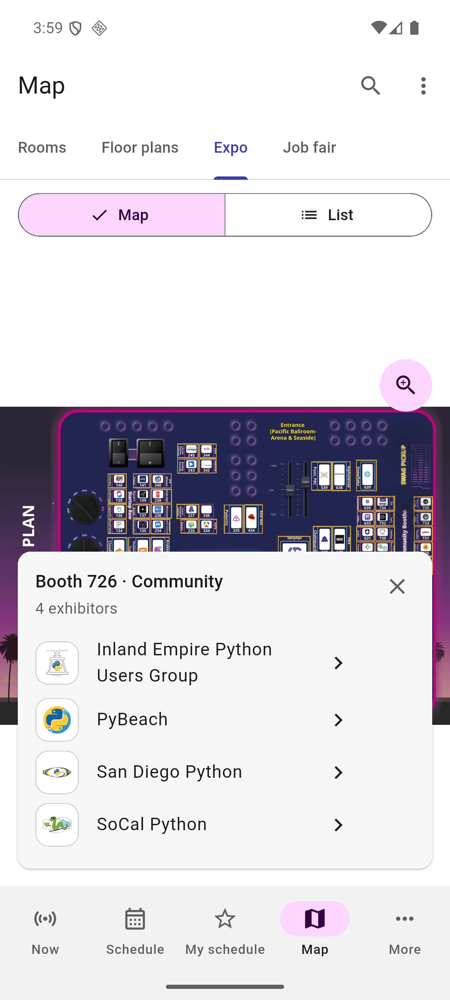 3:59
Map
Rooms
Floor plans
Expo
Job fair
Map
List
Entrance
(Pacific Ballroom-
Arena & Seaside)
PLAN
Booth 726 · Community
4 exhibitors
Inland Empire Python
Users Group
PyBeach
San Diego Python
SoCal Python
Now
Schedule
My schedule
Map
More